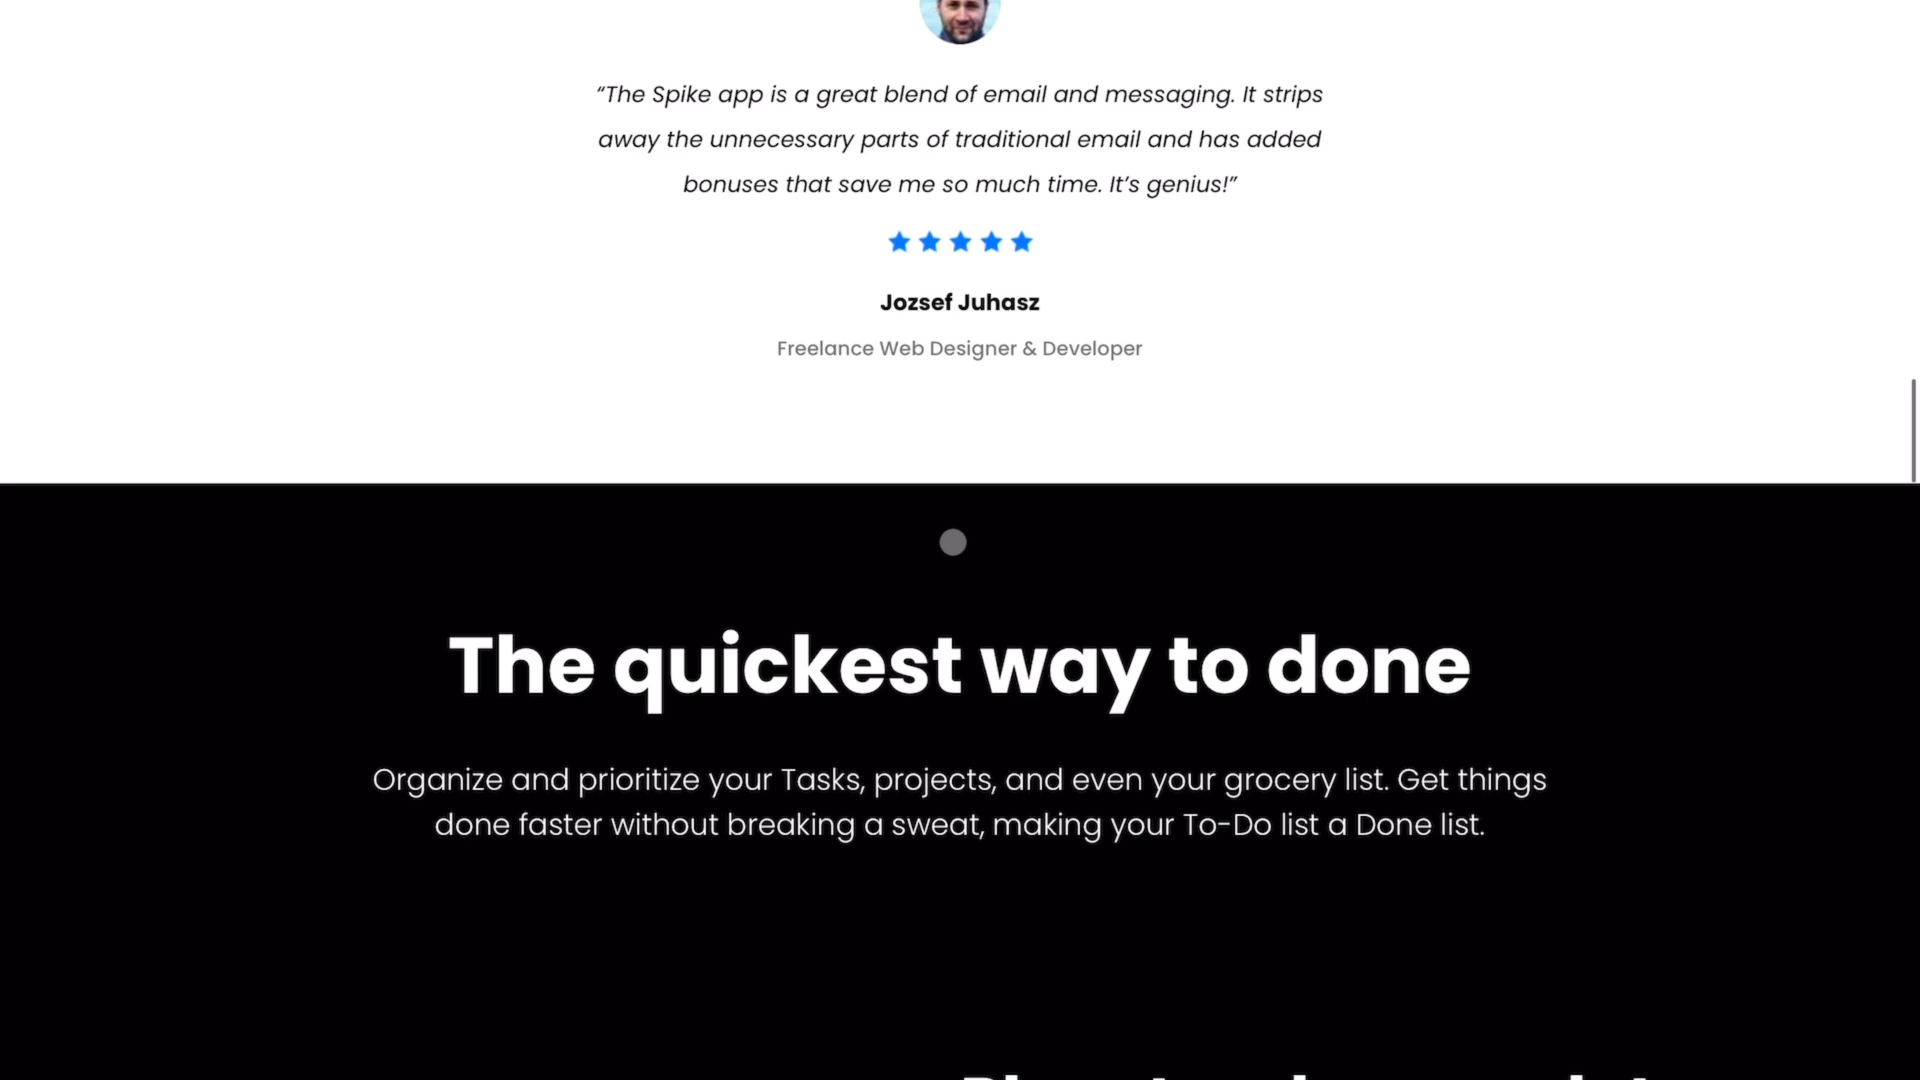 “The Spike app is a great blend of email and messaging. It strips
away the unnecessary parts of traditional email and has added
bonuses that save me so much time. It’s genius!”
Jozsef Juhasz
Freelance Web Designer & Developer
The quickest way to done
Organize and prioritize your Tasks, projects, and even your grocery list. Get things
done faster without breaking a sweat, making your To-Do list a Done list.